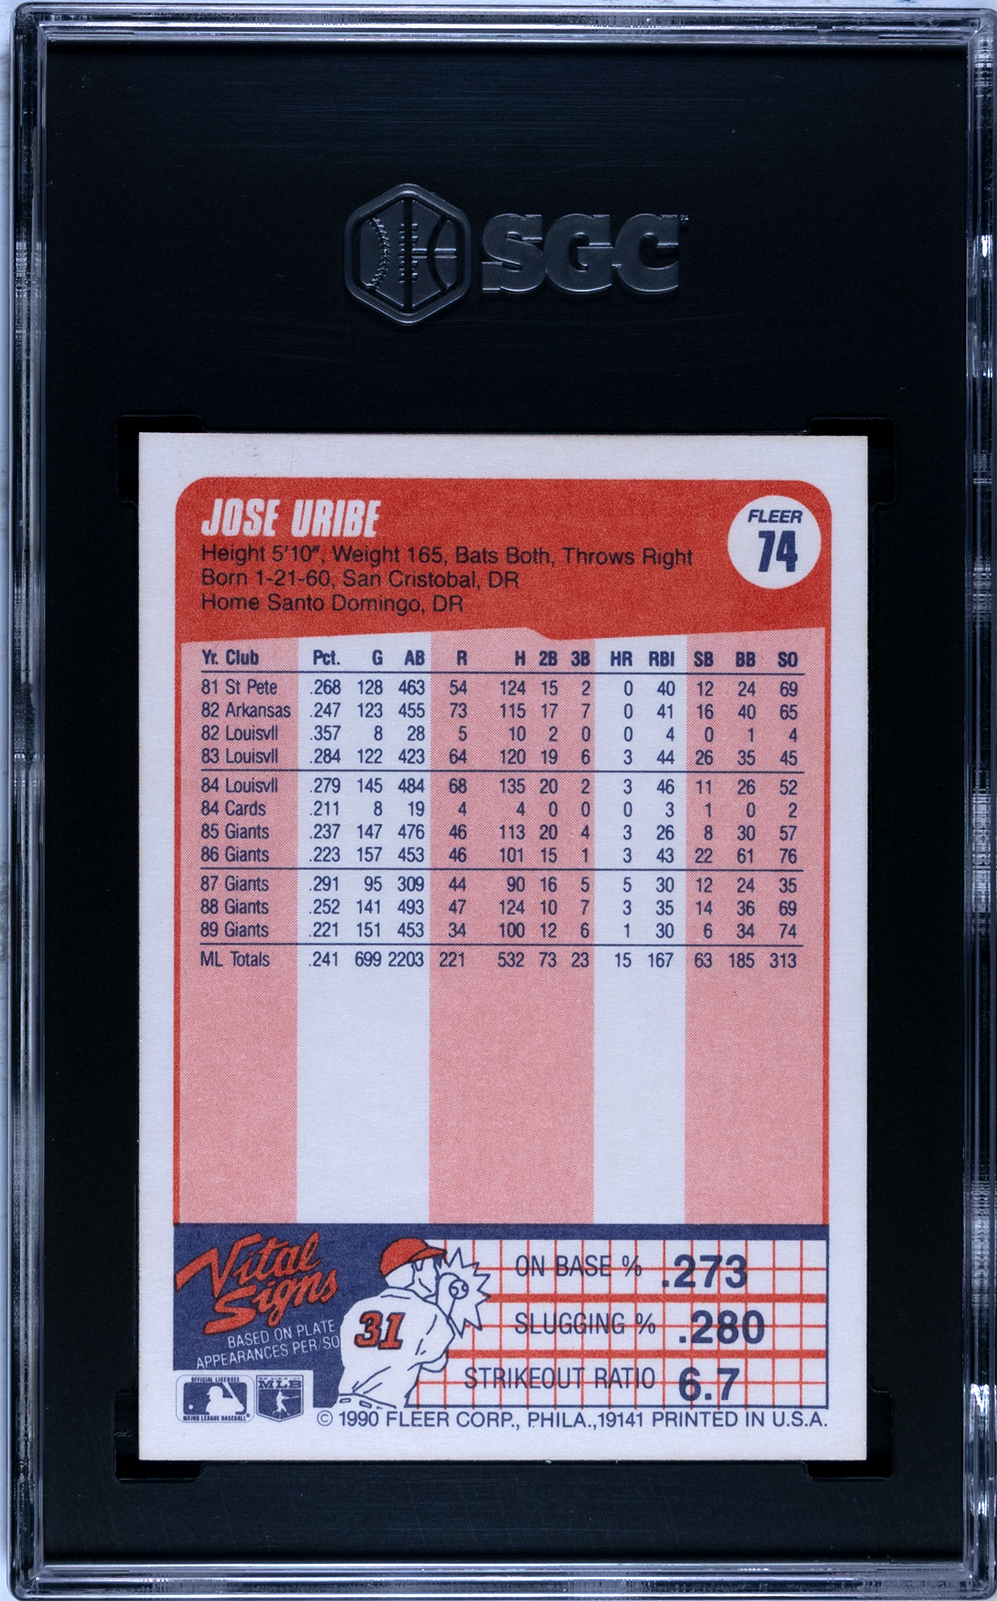 SGC
JOSE URIBE
FLEER
74
Height 5'10", Weight 165, Bats Both, Throws Right
Born 1-21-60, San Cristobal, DR
Home Santo Domingo, DR
Yr. Club Pct. G AB R H 2B 3B HR RBI SB BB SO
81 St Pete .268 128 463 54 124 15 2 0 40 12 24 69
82 Arkansas .247 123 455 73 115 17 7 0 41 16 40 65
82 Louisvll .357 8 28 5 10 2 0 0 4 0 1 4
83 Louisvll .284 122 423 64 120 19 6 3 44 26 35 45
84 Louisvll .279 145 484 68 135 20 2 3 46 11 26 52
84 Cards .211 8 19 4 4 0 0 0 3 1 0 2
85 Giants .237 147 476 46 113 20 4 3 26 8 30 57
86 Giants .223 157 453 46 101 15 1 3 43 22 61 76
87 Giants .291 95 309 44 90 16 5 5 30 12 24 35
88 Giants .252 141 493 47 124 10 7 3 35 14 36 69
89 Giants .221 151 453 34 100 12 6 1 30 6 34 74
ML Totals .241 699 2203 221 532 73 23 15 167 63 185 313
Vital
Signs
BASED ON PLATE
APPEARANCES PER/SO
31
ON BASE % .273
SLUGGING % .280
STRIKEOUT RATIO 6.7
OFFICIAL LICENSEE
MAJOR LEAGUE BASEBALL
© 1990 FLEER CORP., PHILA.,19141 PRINTED IN U.S.A.